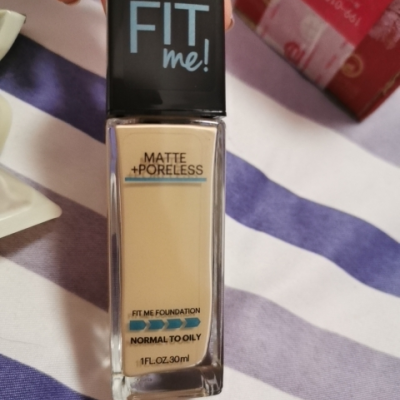 FIT
me!
MATTE
+PORELESS
FIT ME FOUNDATION
NORMAL TO OILY
1FL.OZ.30ml